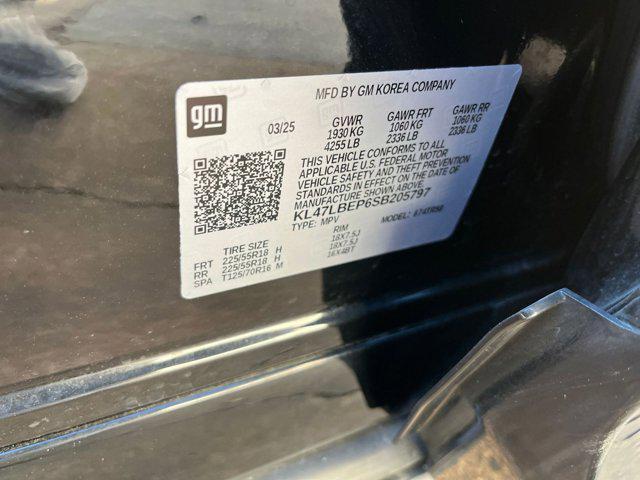 gm
MFD BY GM KOREA COMPANY
03/25
GVWR
1930 KG
4255 LB
GAWR FRT
1060 KG
2336 LB
GAWR RR
1060 KG
2336 LB
THIS VEHICLE CONFORMS TO ALL
APPLICABLE U.S. FEDERAL MOTOR
VEHICLE SAFETY AND THEFT PREVENTION
STANDARDS IN EFFECT ON THE DATE OF
MANUFACTURE SHOWN ABOVE.
KL47LBEP6SB205797
TYPE: MPV
MODEL:
TIRE SIZE
RIM
FRT 225/55R18 H 18X7.5J
RR 225/55R18 H 18X7.5J
SPA T125/70R16 M 16X4BT